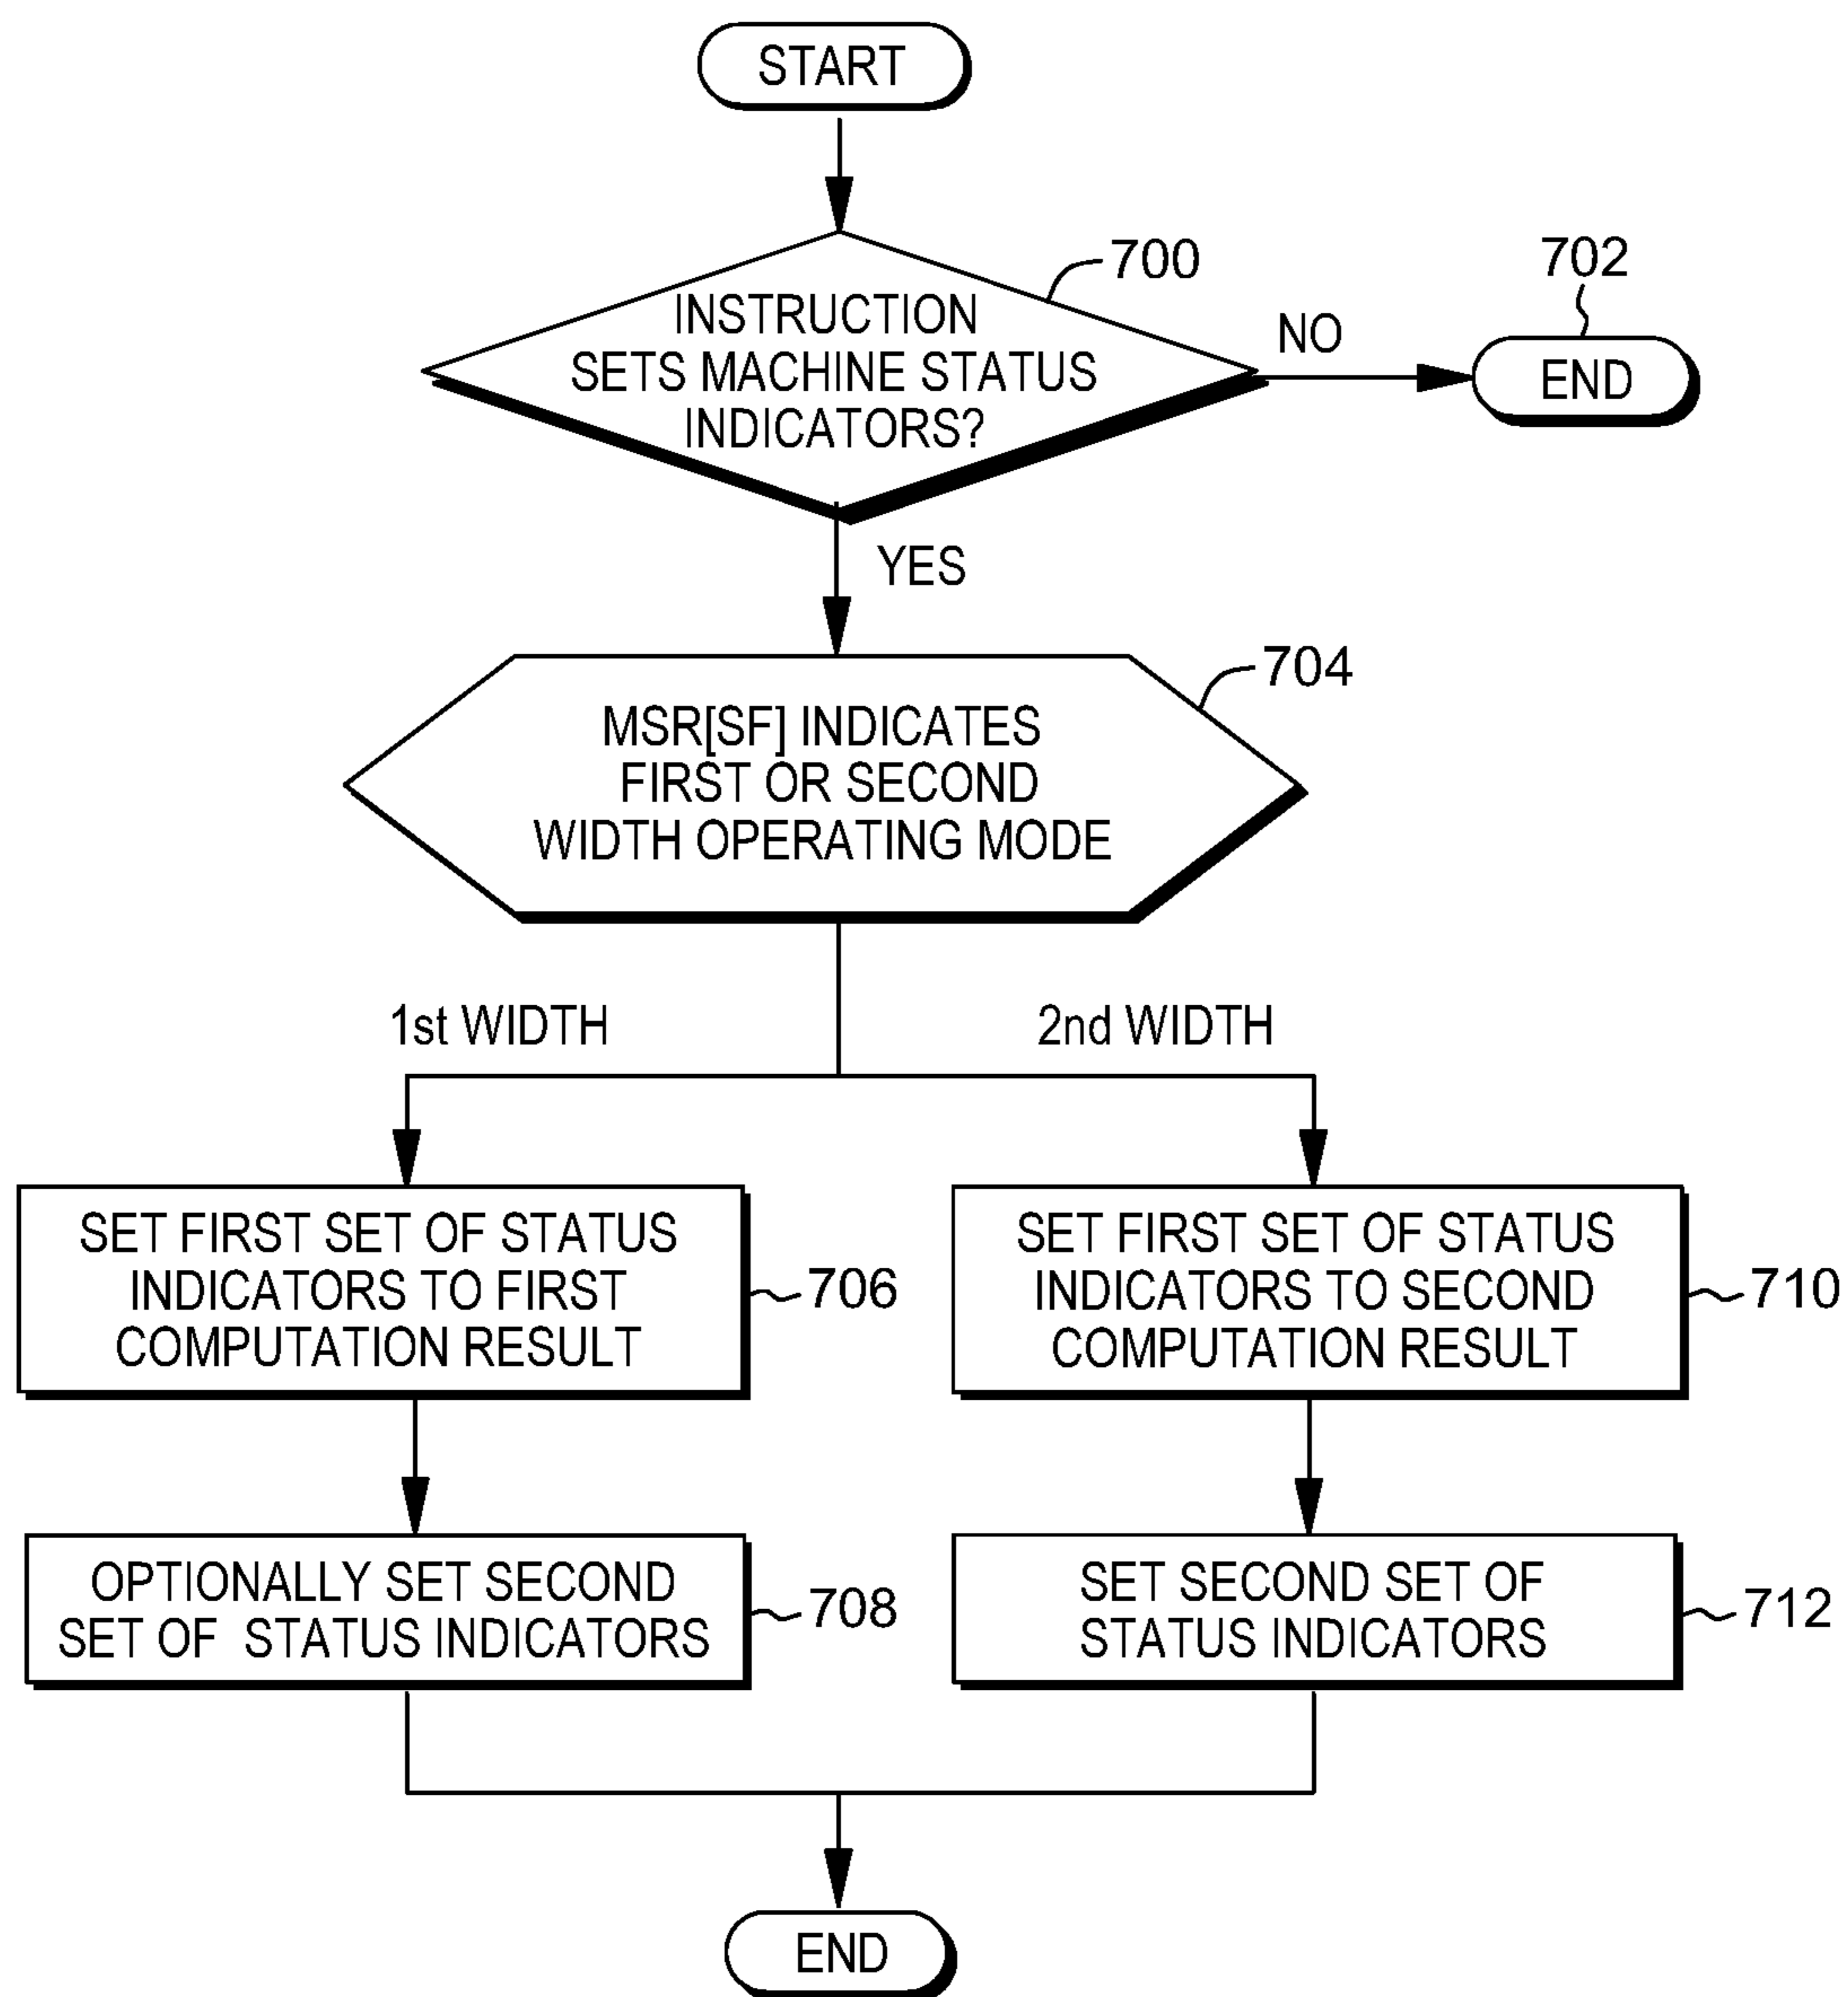 START
700
702
INSTRUCTION
SETS MACHINE STATUS
INDICATORS?
NO
END
YES
704
MSR[SF] INDICATES
FIRST OR SECOND
WIDTH OPERATING MODE
1st WIDTH
2nd WIDTH
SET FIRST SET OF STATUS
INDICATORS TO FIRST
COMPUTATION RESULT
706
SET FIRST SET OF STATUS
INDICATORS TO SECOND
COMPUTATION RESULT
710
OPTIONALLY SET SECOND
SET OF STATUS INDICATORS
708
SET SECOND SET OF
STATUS INDICATORS
712
END